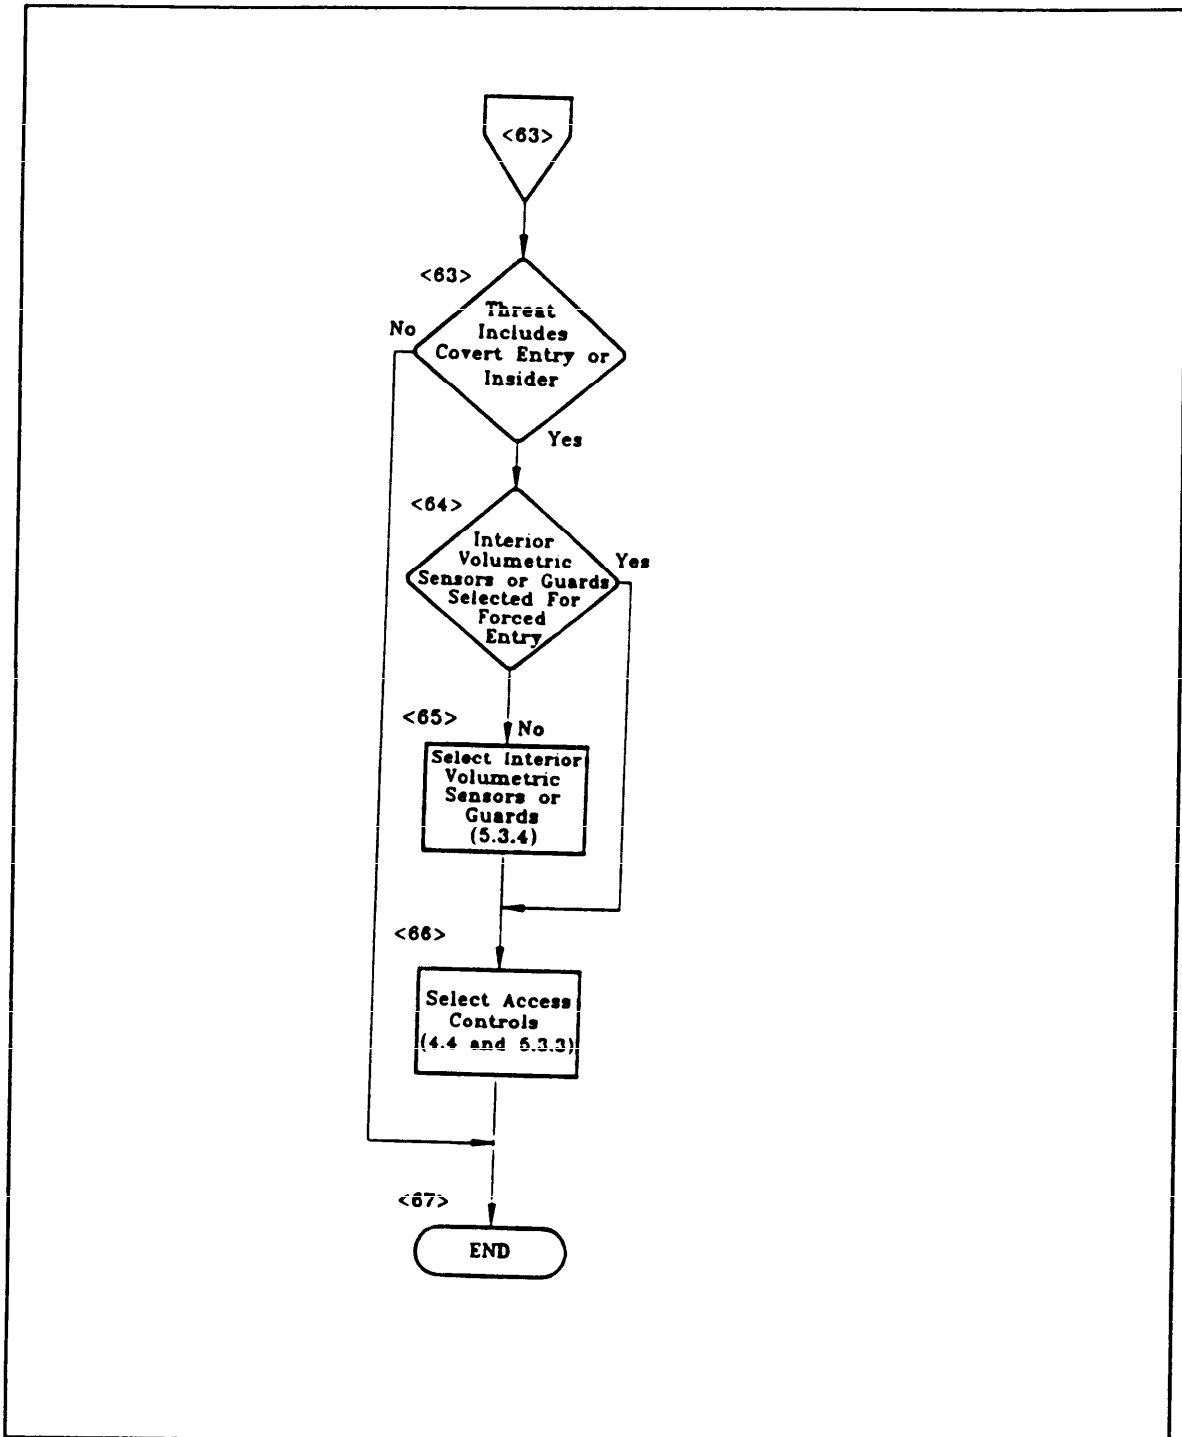 <63>
<63>
Threat
Includes
Covert Entry or
Insider
No
Yes
<64>
Interior
Volumetric
Sensors or Guards
Selected For
Forced
Entry
Yes
<65>
No
Select Interior
Volumetric
Sensors or
Guards
(5.3.4)
<66>
Select Access
Controls
(4.4 and 5.3.3)
<67>
END